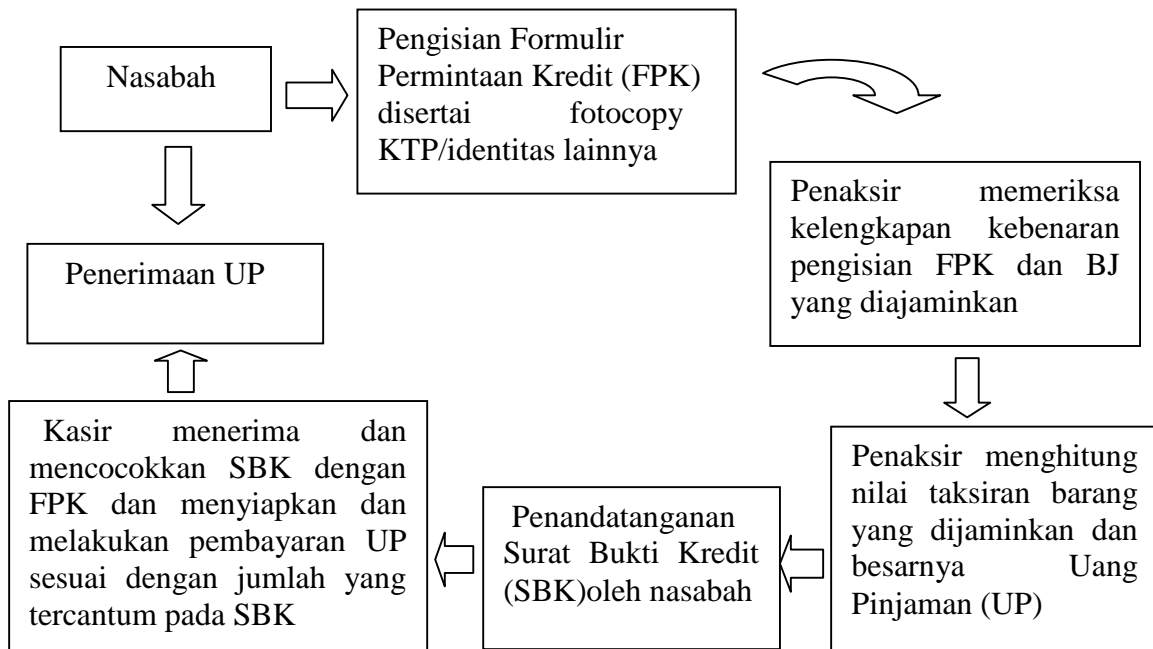 Nasabah
Pengisian Formulir
Permintaan Kredit (FPK)
disertai fotocopy
KTP/identitas lainnya
Penaksir memeriksa
kelengkapan kebenaran
pengisian FPK dan BJ
yang diajaminkan
Penaksir menghitung
nilai taksiran barang
yang dijaminkan dan
besarnya Uang
Pinjaman (UP)
Penandatanganan
Surat Bukti Kredit
(SBK)oleh nasabah
Kasir menerima dan
mencocokkan SBK dengan
FPK dan menyiapkan dan
melakukan pembayaran UP
sesuai dengan jumlah yang
tercantum pada SBK
Penerimaan UP